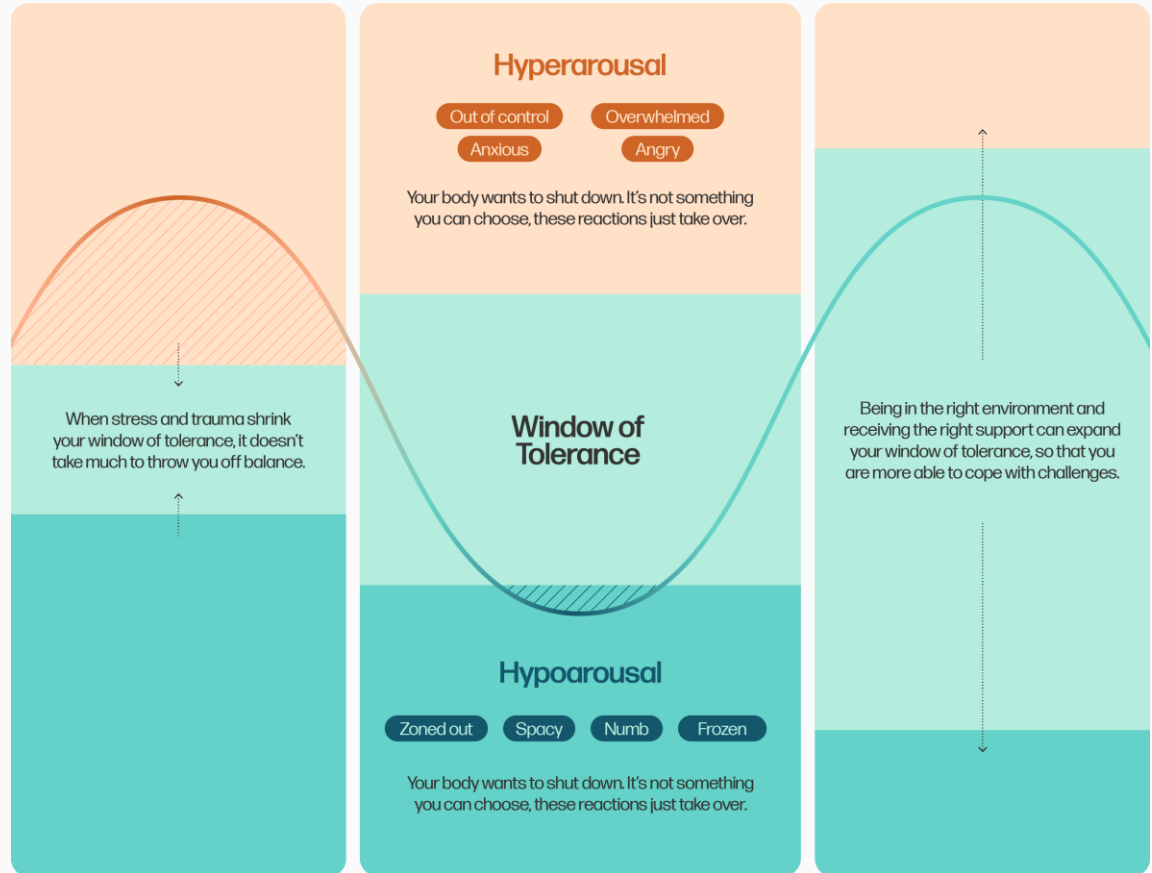 Hyperarousal
Out of control
Overwhelmed
Anxious
Angry
Your body wants to shut down. It's not something
you can choose, these reactions just take over.
When stress and trauma shrink
your window of tolerance, it doesn't
take much to throw you off balance.
Window of
Tolerance
Being in the right environment and
receiving the right support can expand
your window of tolerance, so that you
are more able to cope with challenges.
Hypoarousal
Zoned out
Spacy
Numb
Frozen
Your body wants to shut down. It's not something
you can choose, these reactions just take over.